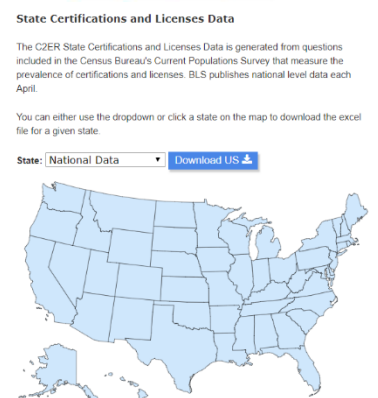 State Certifications and Licenses Data
The C2ER State Certifications and Licenses Data is generated from questions
included in the Census Bureau's Current Populations Survey that measure the
prevalence of certifications and licenses. BLS publishes national level data each
April.
You can either use the dropdown or click a state on the map to download the excel
file for a given state.
State: National Data Download US